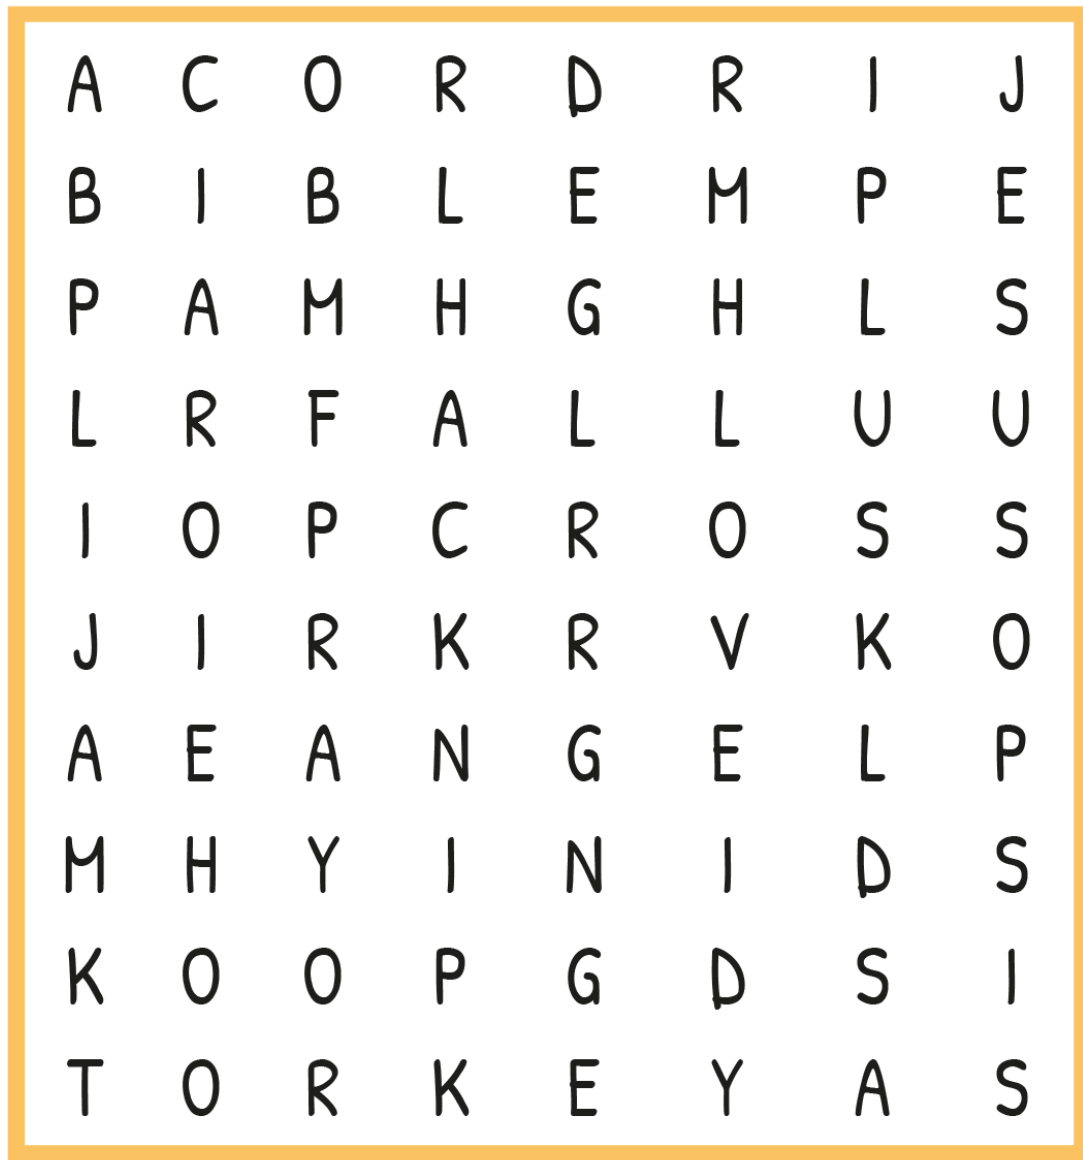 A C O R D R I J
B I B L E M P E
P A M H G H L S
L R F A L L U U
I O P C R O S S
J I R K R V K O
A E A N G E L P
M H Y I N I D S
K O O P G D S I
T O R K E Y A S